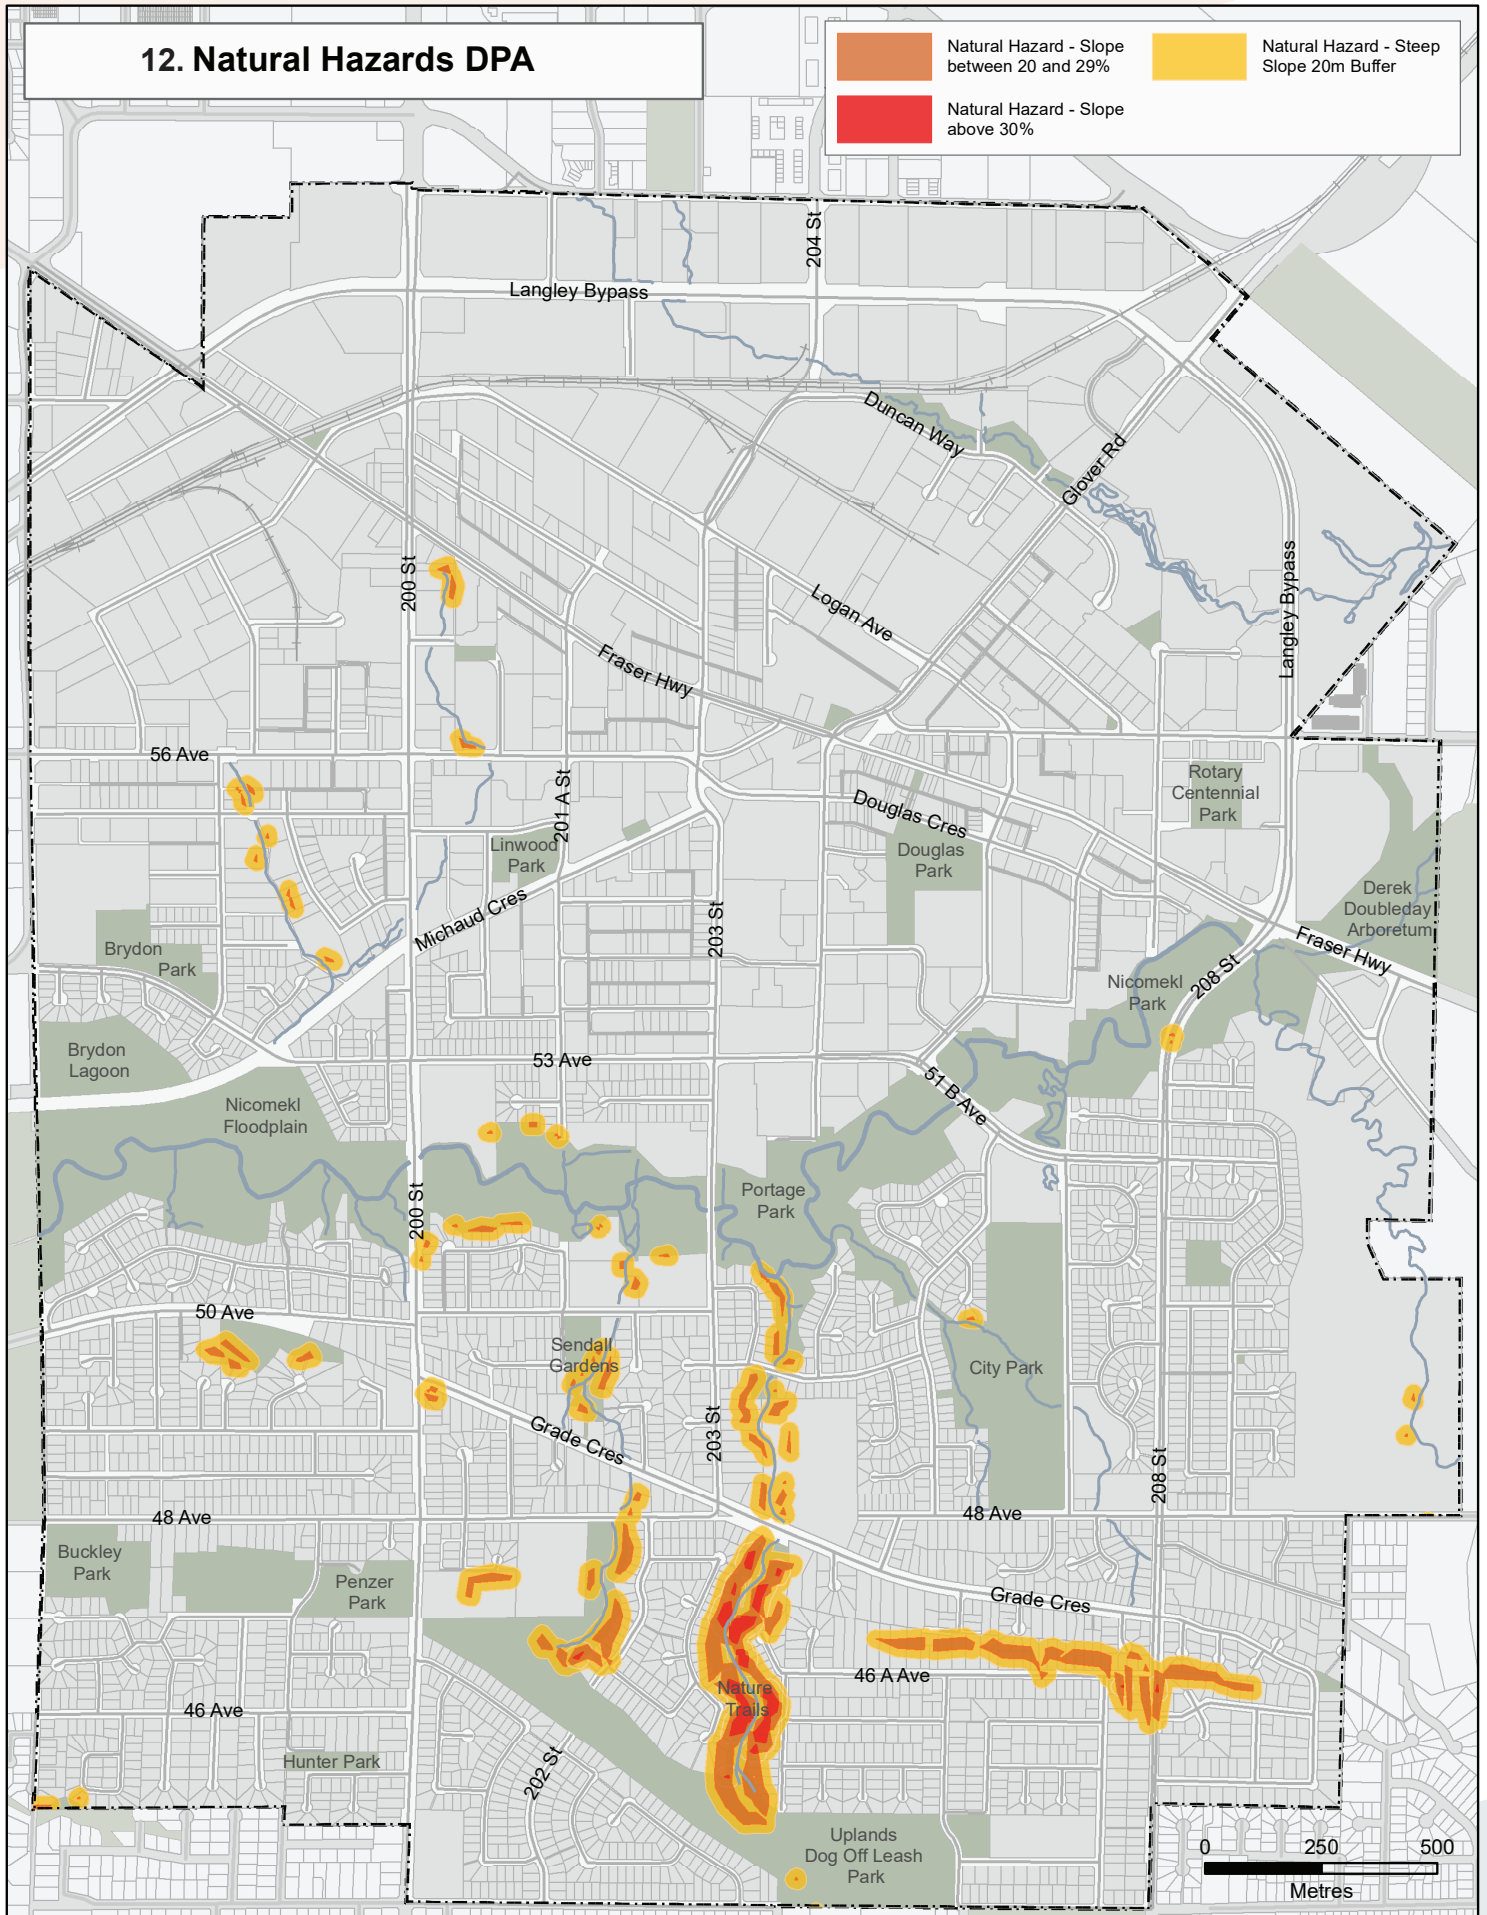 12. Natural Hazards DPA
Natural Hazard - Slope
between 20 and 29%
Natural Hazard - Steep
Slope 20m Buffer
Natural Hazard - Slope
above 30%
204 St
Langley Bypass
Duncan Way
Glover Rd
200 St
Langley Bypass
Logan Ave
Fraser Hwy
56 Ave
201 A St
Rotary
Centennial
Park
Douglas Cres
Linwood
Park
Douglas
Park
Derek
Doubleday
Arboretum
Michaud Cres
203 St
Fraser Hwy
Brydon
Park
208 St
Nicomekl
Park
Brydon
Lagoon
53 Ave
51 B Ave
Nicomekl
Floodplain
200 St
Portage
Park
50 Ave
Sendall
Gardens
City Park
Grade Cres
203 St
208 St
48 Ave
48 Ave
Buckley
Park
Penzer
Park
Grade Cres
46 A Ave
Nature
Trails
46 Ave
Hunter Park
202 St
Uplands
Dog Off Leash
Park
0 250 500
Metres